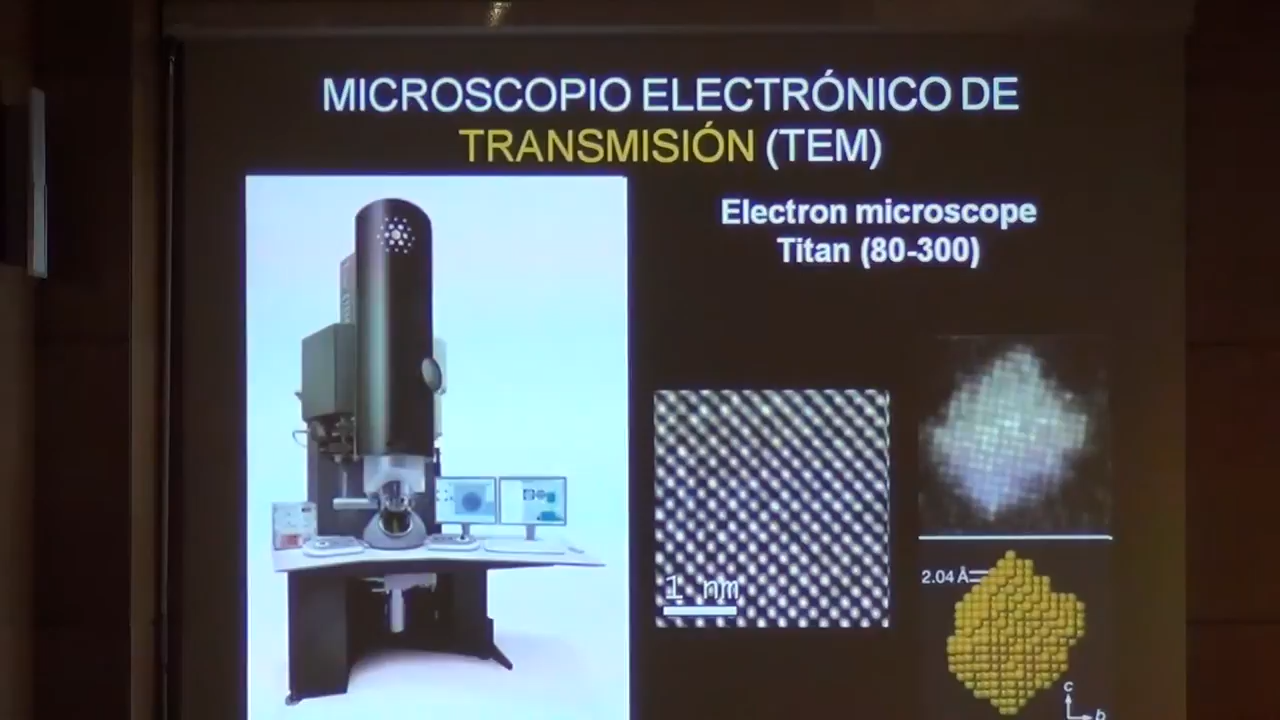 MICROSCOPIO ELECTRÓNICO DE
TRANSMISIÓN (TEM)
Electron microscope
Titan (80-300)
1 nm
2.04 Å
c
b